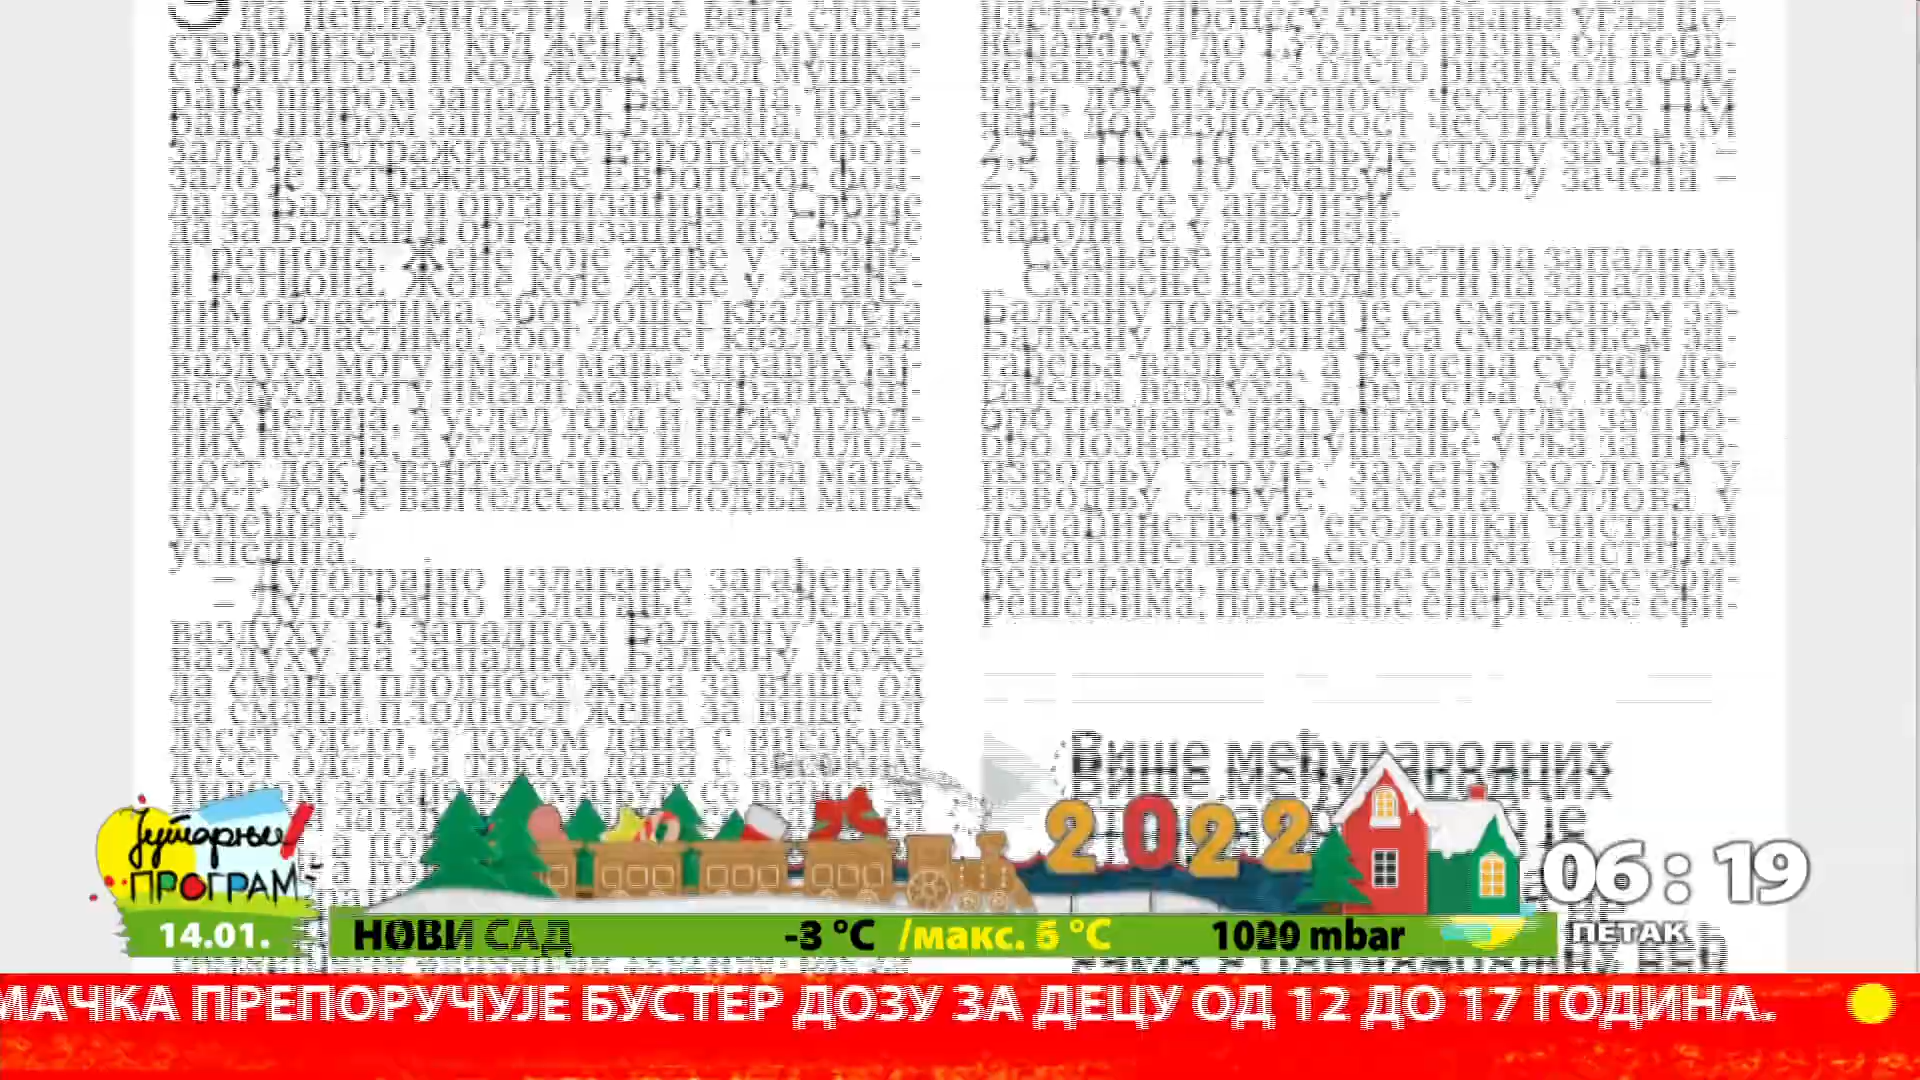 на неплодности и све веће стопе
стерилитета и код жена и код мушка-
раца широм западног Балкана, прка-
зало је истраживање Европског фон-
да за Балкан и организација из Србије
и региона. Жене које живе у загађе-
ним областима, због лошег квалитета
ваздуха могу имати мање здравих јај-
них ћелија, а услед тога и нижу плод-
ност, док је вантелесна оплодња мање
успешна.
– Дуготрајно излагање загађеном
ваздуху на западном Балкану може
да смањи плодност жена за више од
десет одсто, а током дана с високим
настају у процесу спаљивања угља по-
већавају и до 15 одсто ризик од поба-
чаја, док изложеност честицама ПМ
2,5 и ПМ 10 смањује стопу зачећа –
наводи се у анализи.
Смањење неплодности на западном
Балкану повезана је са смањењем за-
гађења ваздуха, а решења су већ до-
бро позната: напуштање угља за про-
изводњу струје, замена котлова у
домаћинствима еколошки чистијим
решењима, повећање енергетске ефи-
Више међународних
2022
Јутарњи
ПРОГРАМ
14.01.
НОВИ САД -3 °C /макс. 5 °C 1029 mbar
06:19
ПЕТАК
МАЧКА ПРЕПОРУЧУЈЕ БУСТЕР ДОЗУ ЗА ДЕЦУ ОД 12 ДО 17 ГОДИНА.